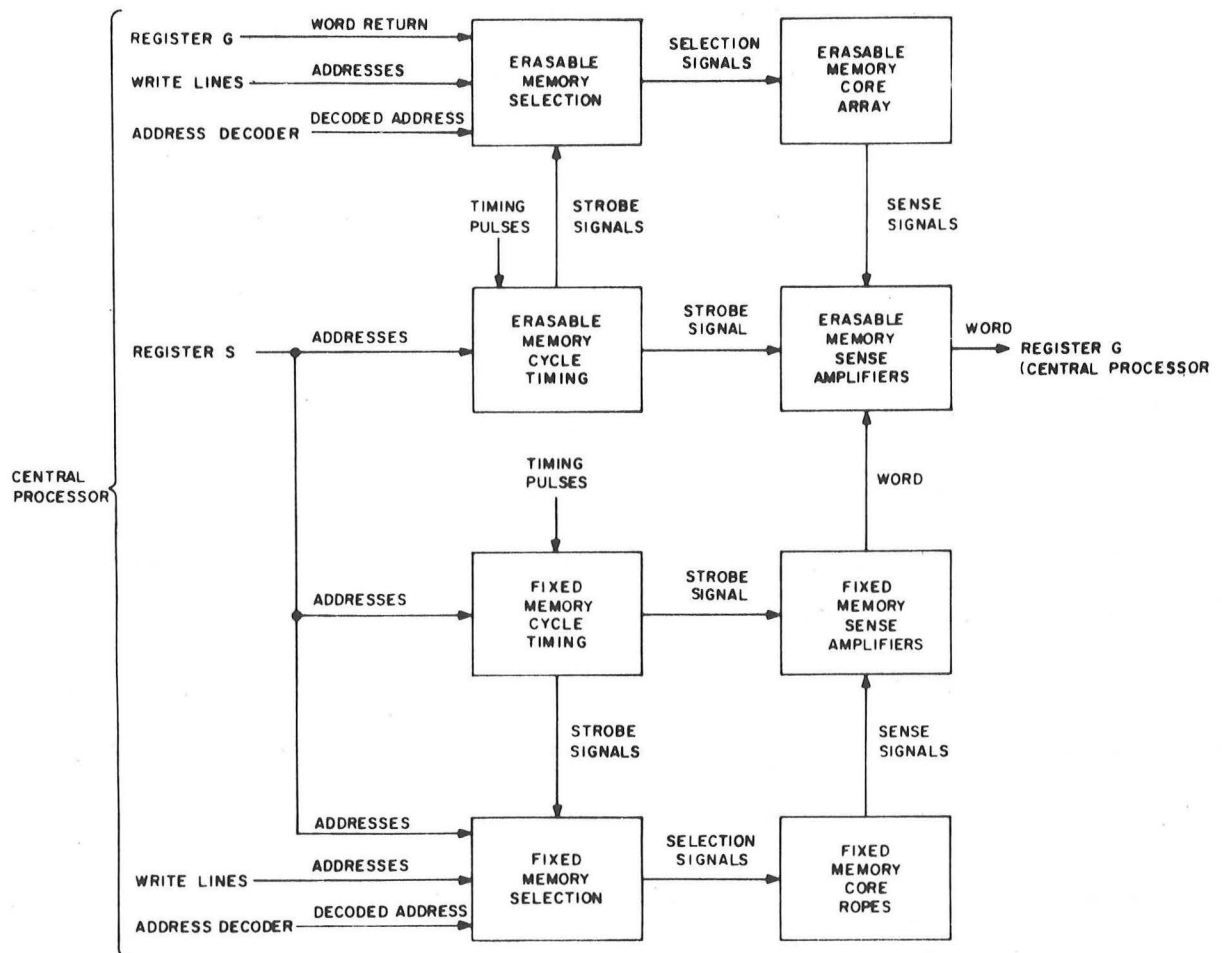 REGISTER G
WORD RETURN
WRITE LINES
ADDRESSES
ADDRESS DECODER
DECODED ADDRESS
ERASABLE
MEMORY
SELECTION
SELECTION
SIGNALS
ERASABLE
MEMORY
CORE
ARRAY
TIMING
PULSES
STROBE
SIGNALS
SENSE
SIGNALS
REGISTER S
ADDRESSES
ERASABLE
MEMORY
CYCLE
TIMING
STROBE
SIGNAL
ERASABLE
MEMORY
SENSE
AMPLIFIERS
WORD
REGISTER G
(CENTRAL PROCESSOR
CENTRAL
PROCESSOR
TIMING
PULSES
WORD
ADDRESSES
FIXED
MEMORY
CYCLE
TIMING
STROBE
SIGNAL
FIXED
MEMORY
SENSE
AMPLIFIERS
STROBE
SIGNALS
SENSE
SIGNALS
ADDRESSES
WRITE LINES
ADDRESSES
ADDRESS DECODER
DECODED ADDRESS
FIXED
MEMORY
SELECTION
SELECTION
SIGNALS
FIXED
MEMORY
CORE
ROPES